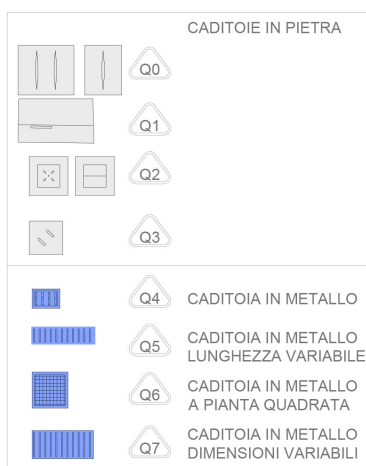 CADITOIE IN PIETRA
Q0
Q1
Q2
Q3
Q4 CADITOIA IN METALLO
Q5 CADITOIA IN METALLO
LUNGHEZZA VARIABILE
Q6 CADITOIA IN METALLO
A PIANTA QUADRATA
Q7 CADITOIA IN METALLO
DIMENSIONI VARIABILI